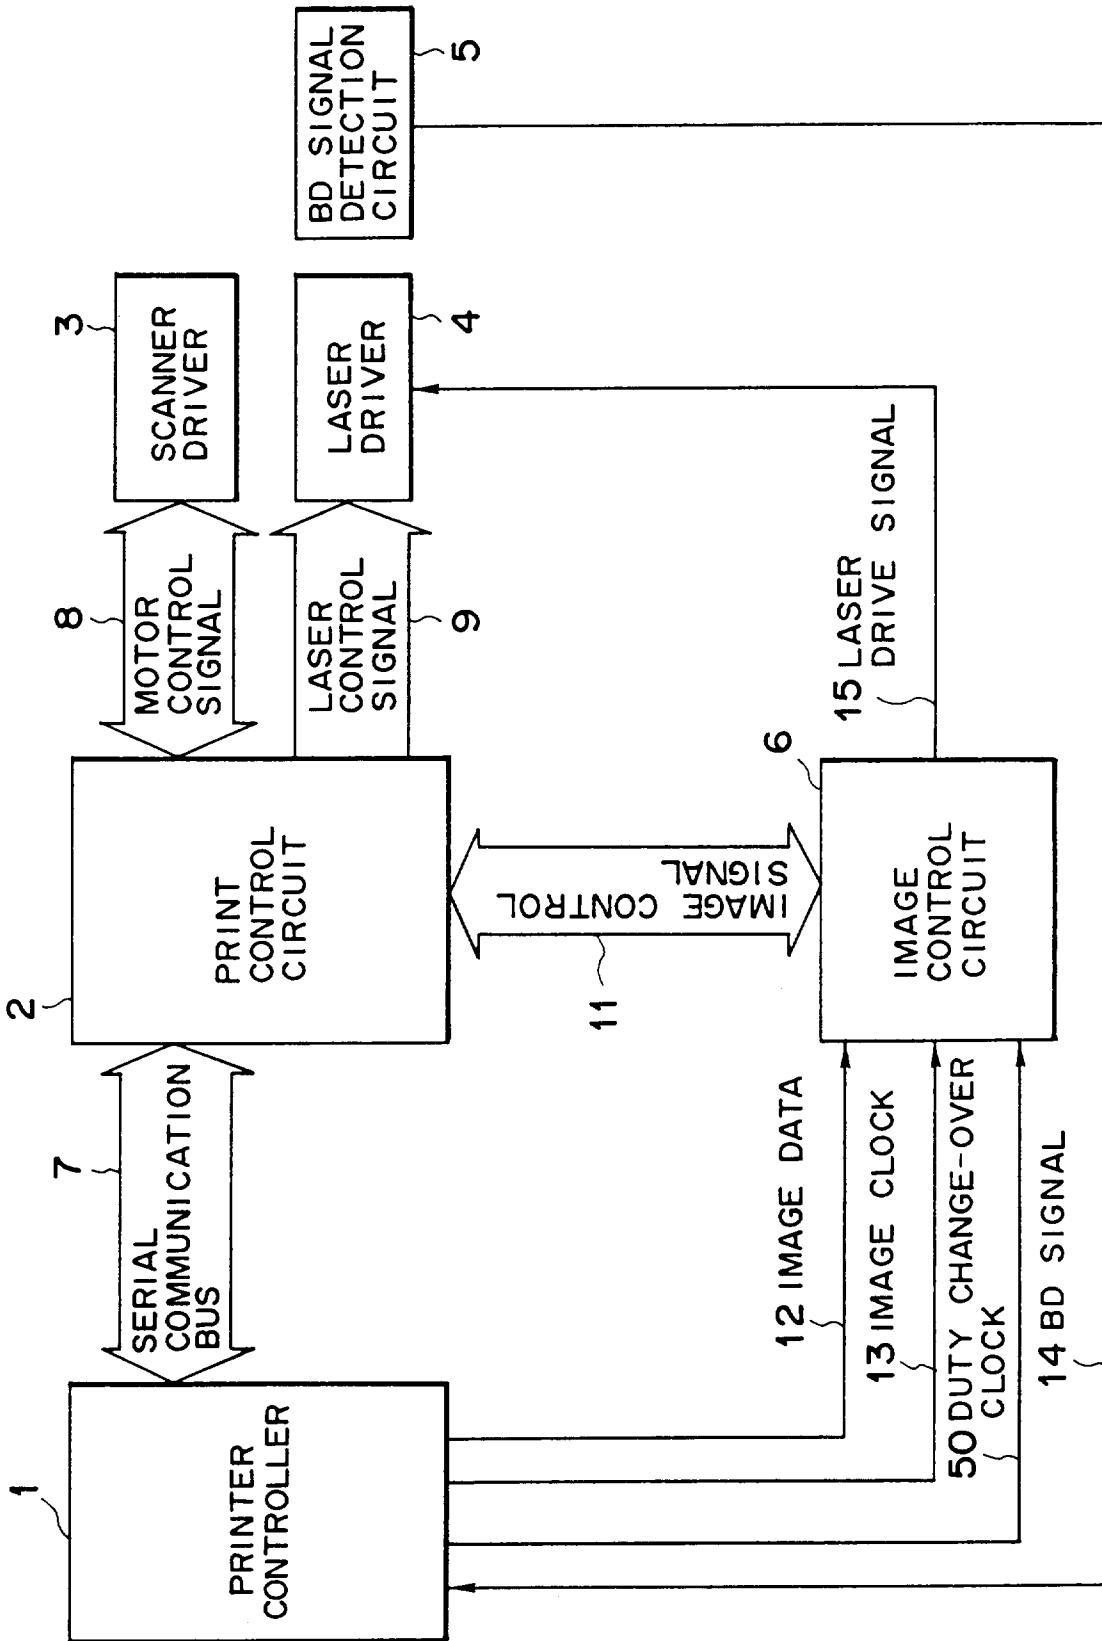 1
PRINTER
CONTROLLER
7
SERIAL
COMMUNICATION
BUS
2
PRINT
CONTROL
CIRCUIT
8
MOTOR
CONTROL
SIGNAL
3
SCANNER
DRIVER
LASER
CONTROL
SIGNAL
9
LASER
DRIVER
4
BD SIGNAL
DETECTION
CIRCUIT
5
11
IMAGE CONTROL
SIGNAL
6
IMAGE
CONTROL
CIRCUIT
12 IMAGE DATA
13 IMAGE CLOCK
50 DUTY CHANGE-OVER
CLOCK
14 BD SIGNAL
15 LASER
DRIVE SIGNAL